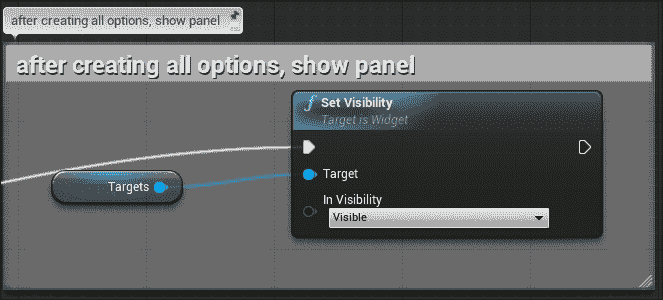 after creating all options, show panel
after creating all options, show panel
f Set Visibility
Target is Widget
Targets
Target
In Visibility
Visible